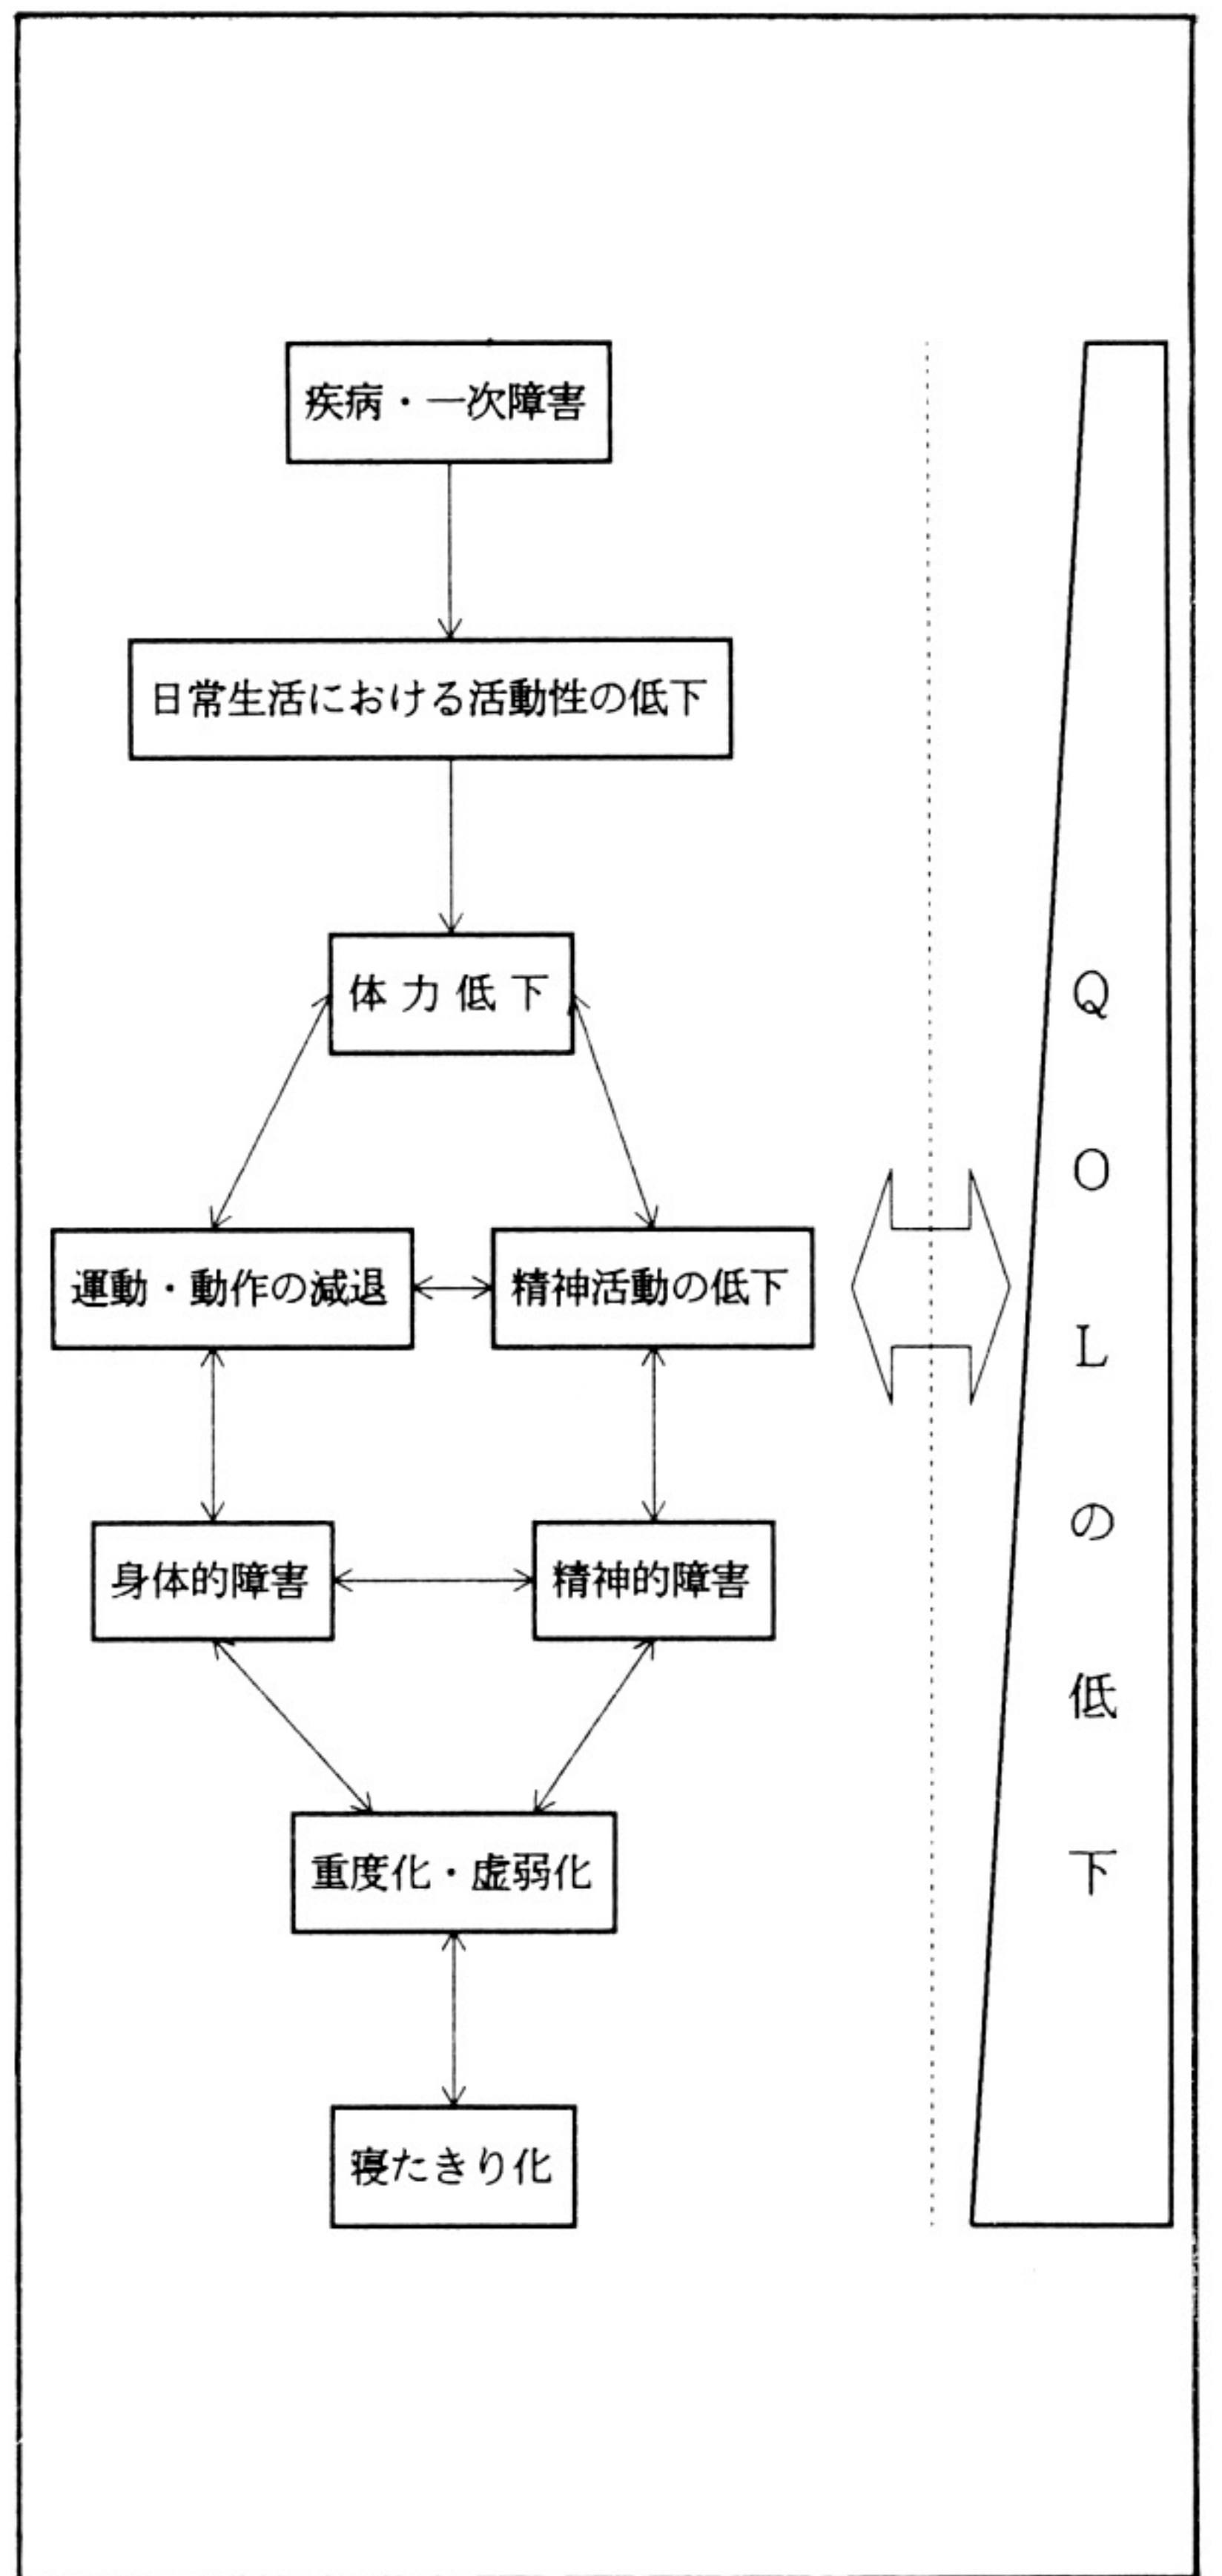 疾病・一次障害
日常生活における活動性の低下
体力低下
運動・動作の減退
精神活動の低下
身体的障害
精神的障害
重度化・虚弱化
寝たきり化
QOLの低下